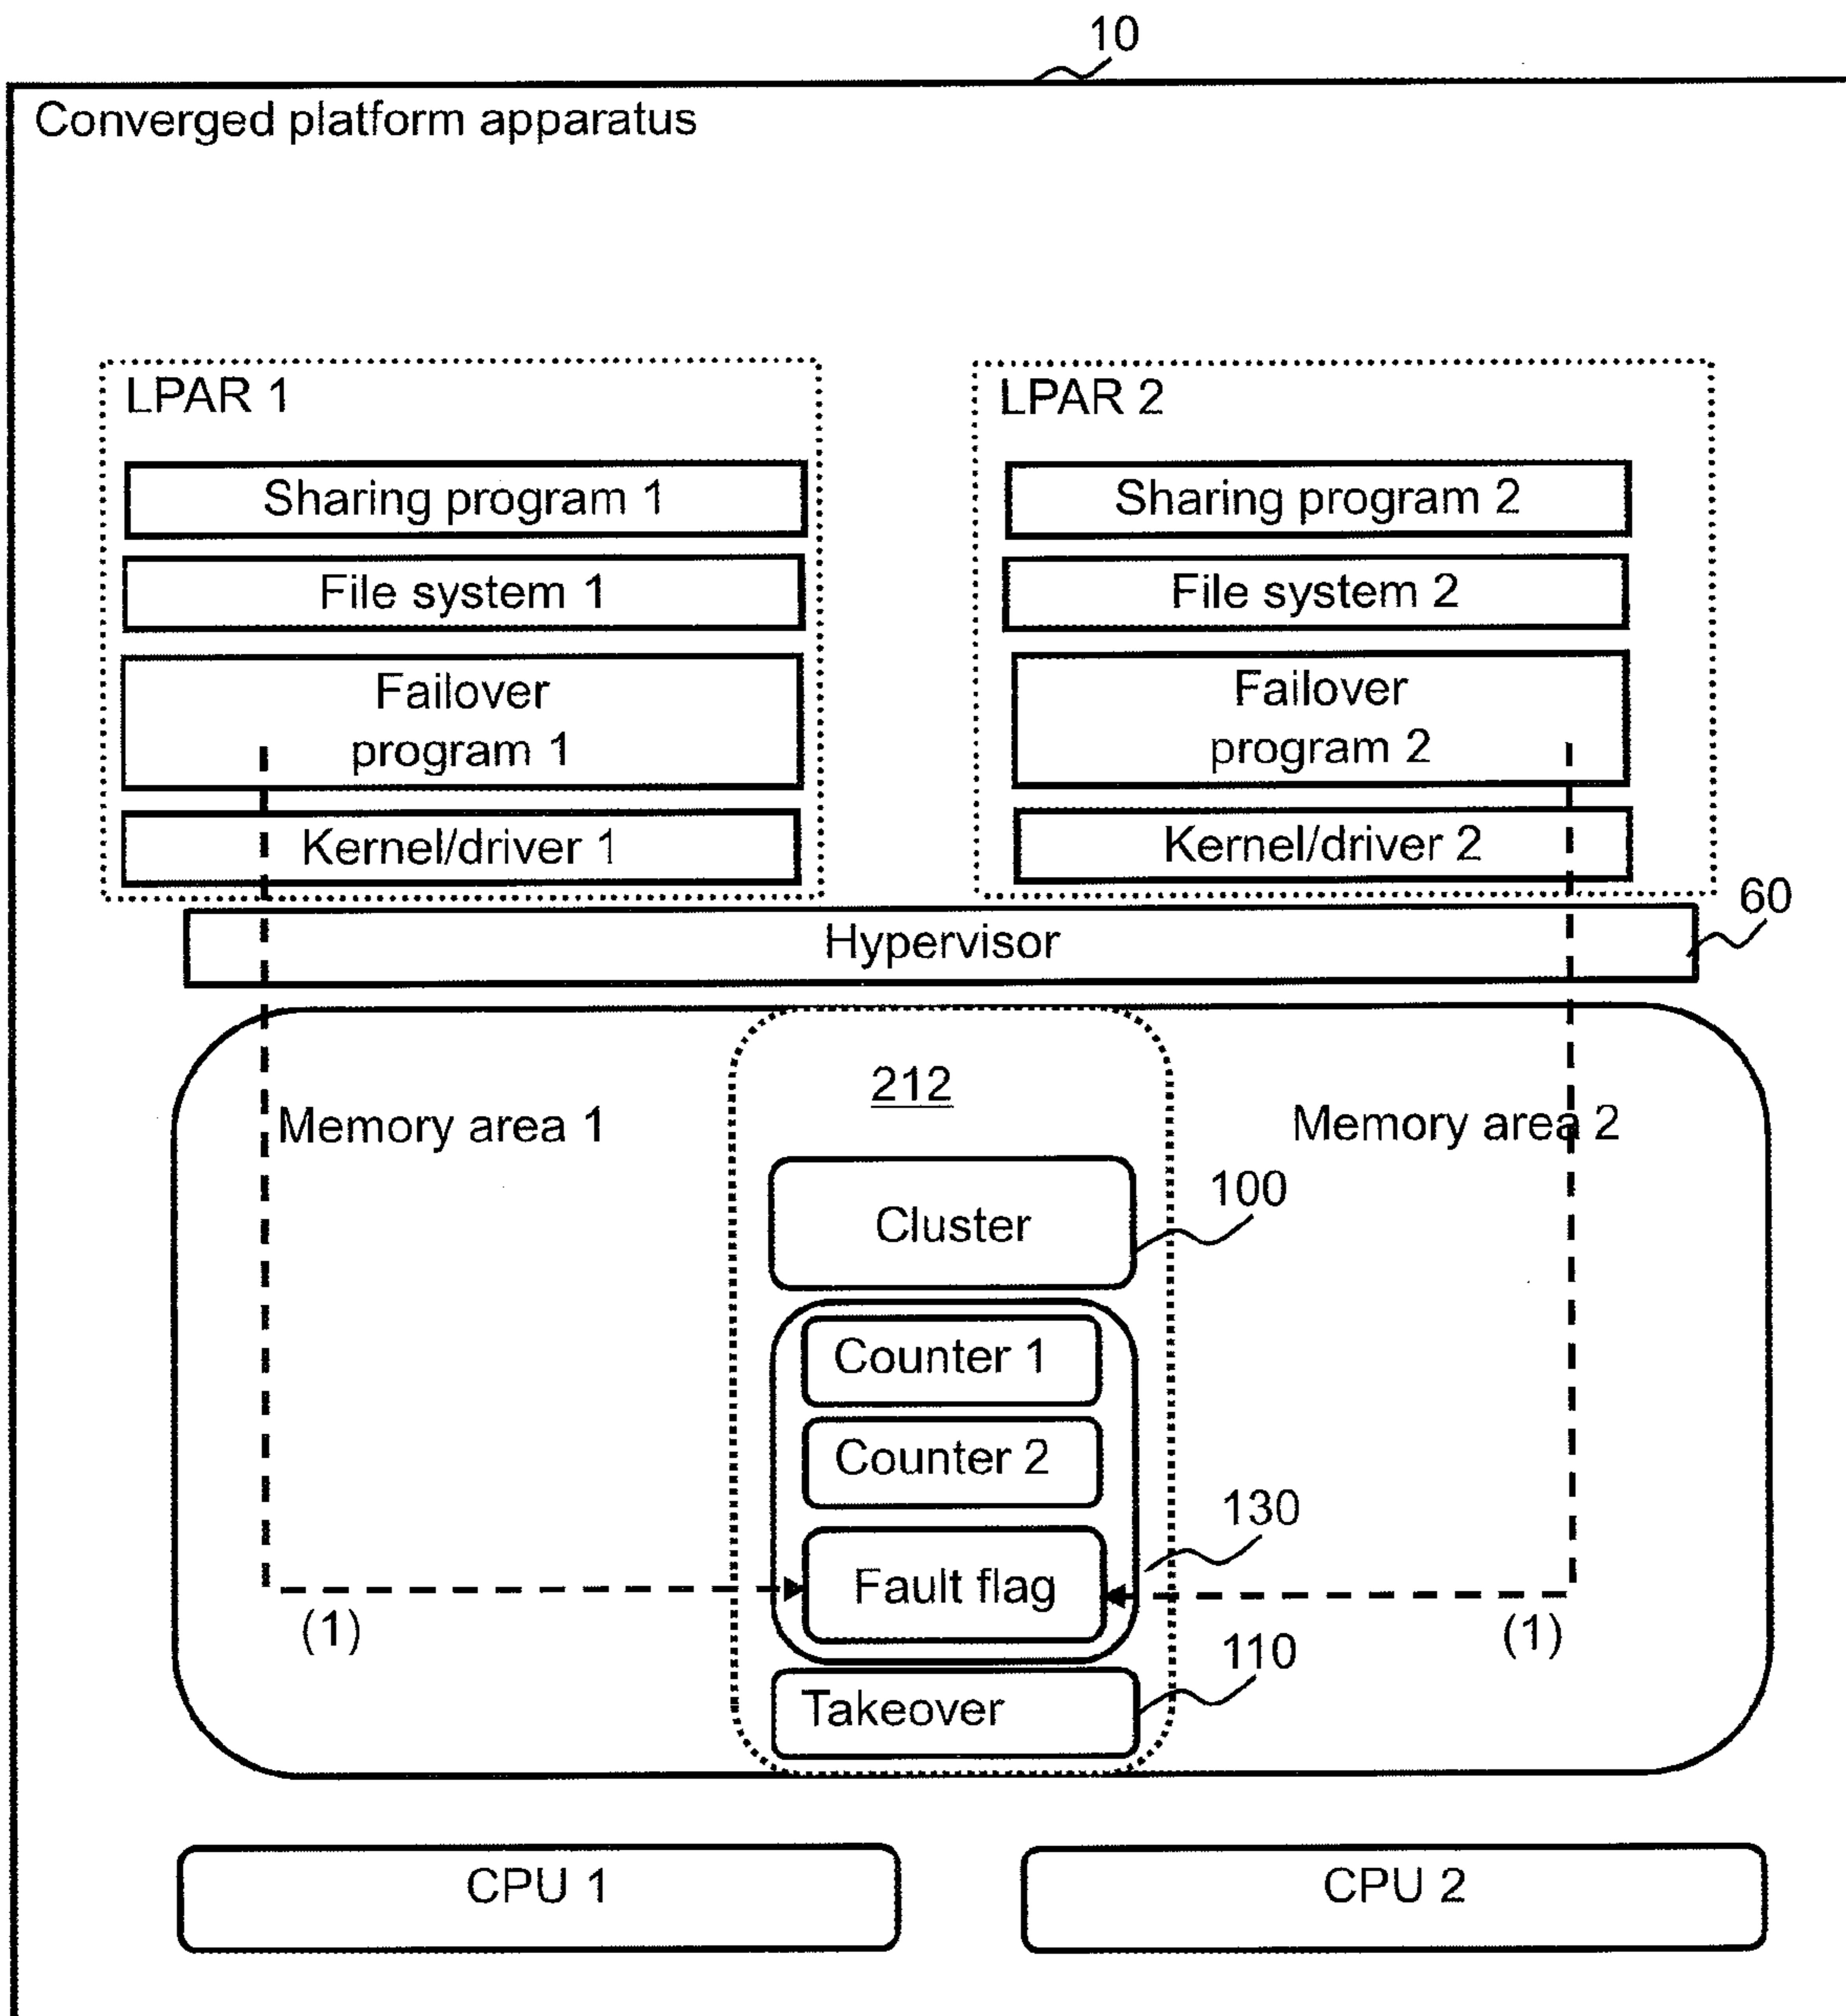 10
Converged platform apparatus
LPAR 1
LPAR 2
Sharing program 1
Sharing program 2
File system 1
File system 2
Failover
program 1
Failover
program 2
Kernel/driver 1
Kernel/driver 2
60
Hypervisor
212
Memory area 1
Memory area 2
100
Cluster
Counter 1
Counter 2
130
Fault flag
(1)
(1)
110
Takeover
CPU 1
CPU 2